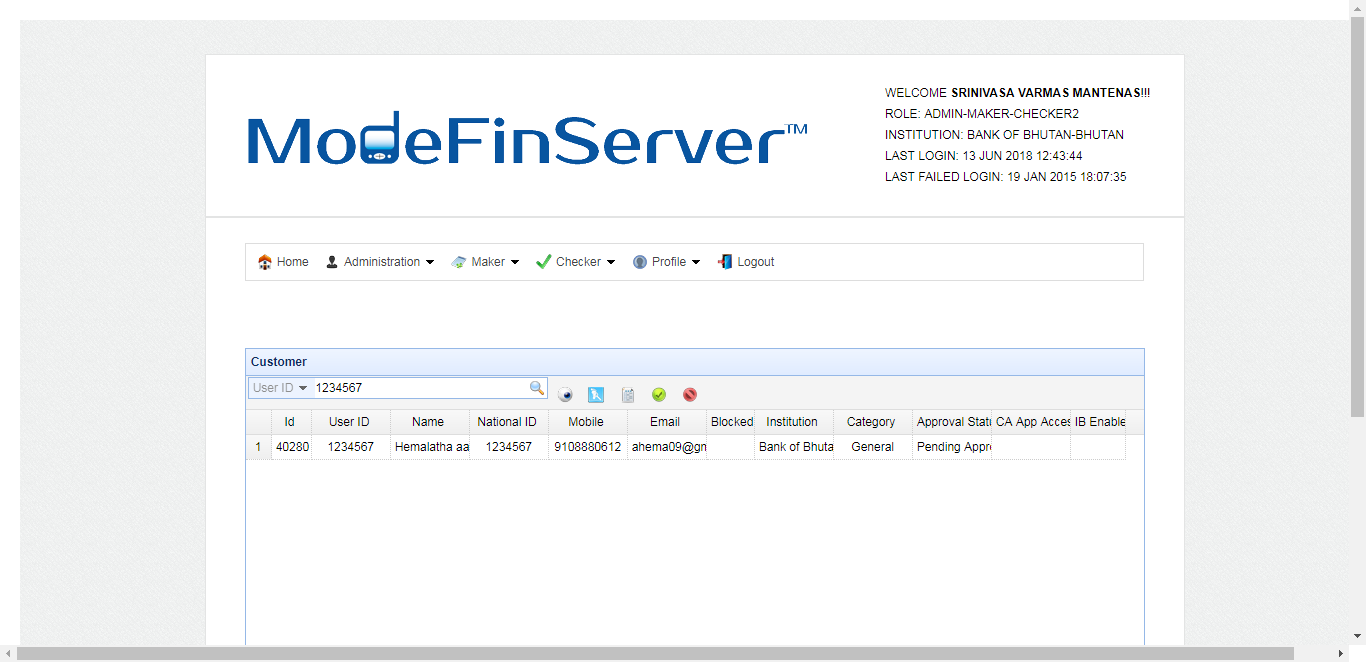 ModeFinServer™
WELCOME SRINIVASA VARMAS MANTENAS!!!
ROLE: ADMIN-MAKER-CHECKER2
INSTITUTION: BANK OF BHUTAN-BHUTAN
LAST LOGIN: 13 JUN 2018 12:43:44
LAST FAILED LOGIN: 19 JAN 2015 18:07:35
Home Administration Maker Checker Profile Logout
Customer
User ID 1234567
Id User ID Name National ID Mobile Email Blocked Institution Category Approval Statu CA App Acces IB Enable
1 40280 1234567 Hemalatha aa 1234567 9108880612 ahema09@gm Bank of Bhuta General Pending Appro